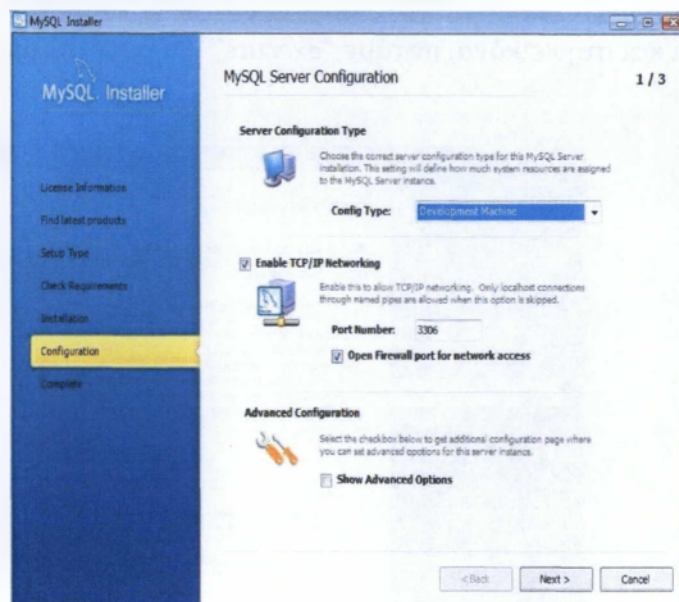 MySQL Installer
MySQL Installer
License Information
Find latest products
Setup Type
Check Requirements
Installation
Configuration
Complete
MySQL Server Configuration
1 / 3
Server Configuration Type
Choose the correct server configuration type for this MySQL Server
installation. This setting will define how much system resources are assigned
to the MySQL Server instance.
Config Type:
Development Machine
Enable TCP/IP Networking
Enable this to allow TCP/IP networking. Only localhost connections
through named pipes are allowed when this option is skipped.
Port Number:
3306
Open Firewall port for network access
Advanced Configuration
Select the checkbox below to get additional configuration page where
you can set advanced options for this server instance.
Show Advanced Options
< Back
Next >
Cancel